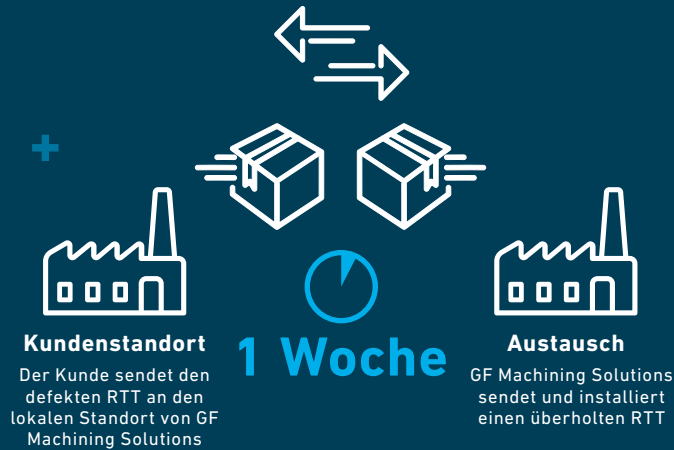 Kundenstandort
Der Kunde sendet den
defekten RTT an den
lokalen Standort von GF
Machining Solutions
1 Woche
Austausch
GF Machining Solutions
sendet und installiert
einen überholten RTT